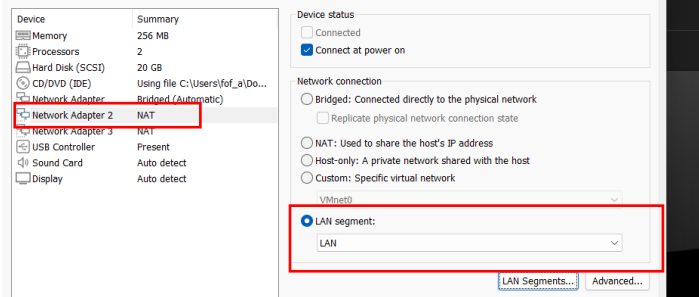 Device Summary
Memory 256 MB
Processors 2
Hard Disk (SCSI) 20 GB
CD/DVD (IDE) Using file C:\Users\fof_a\Do...
Network Adapter Bridged (Automatic)
Network Adapter 2 NAT
Network Adapter 3 NAT
USB Controller Present
Sound Card Auto detect
Display Auto detect
Device status
Connected
Connect at power on
Network connection
Bridged: Connected directly to the physical network
Replicate physical network connection state
NAT: Used to share the host's IP address
Host-only: A private network shared with the host
Custom: Specific virtual network
VMnet0
LAN segment:
LAN
LAN Segments... Advanced...